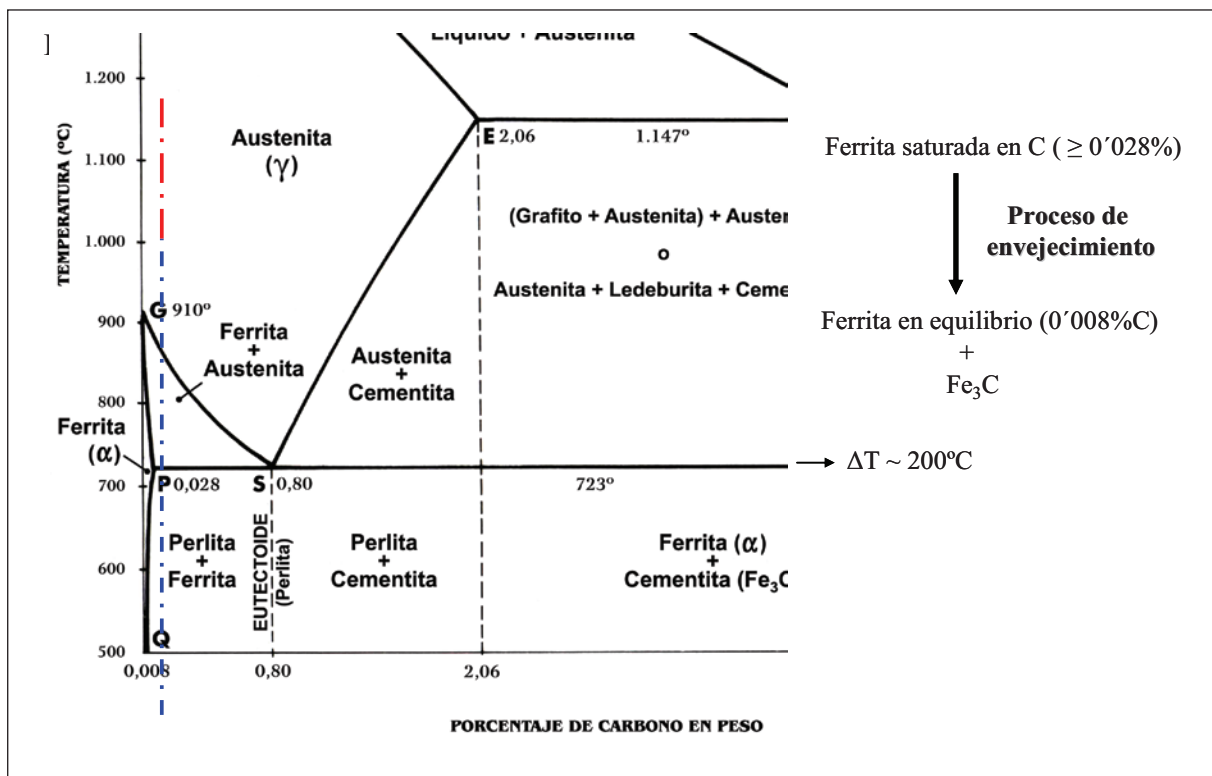 ]
Líquido + Austenita
1.200
1.100
1.000
900
800
700
600
500
TEMPERATURA (ºC)
Austenita
(γ)
E 2,06
1.147º
(Grafito + Austenita) + Auste
o
Austenita + Ledeburita + Ceme
G 910º
Ferrita
+
Austenita
Austenita
+
Cementita
Ferrita
(α)
P 0,028
S 0,80
723º
Perlita
+
Ferrita
EUTECTOIDE
(Perlita)
Perlita
+
Cementita
Ferrita (α)
+
Cementita (Fe3C
Q
0,008
0,80
2,06
PORCENTAJE DE CARBONO EN PESO
Ferrita saturada en C ( ≥ 0´028%)
Proceso de
envejecimiento
Ferrita en equilibrio (0´008%C)
+
Fe3C
ΔT ~ 200ºC